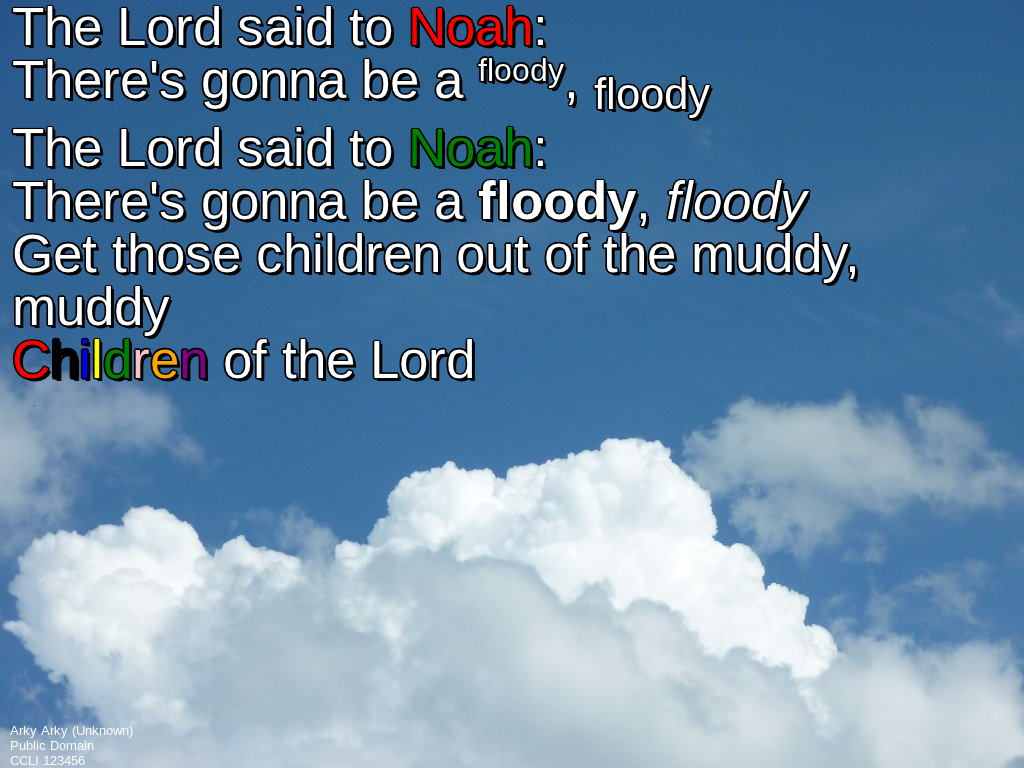 The Lord said to Noah:
There's gonna be a floody, floody
The Lord said to Noah:
There's gonna be a floody, floody
Get those children out of the muddy,
muddy
Children of the Lord
Arky Arky (Unknown)
Public Domain
CCLI 123456